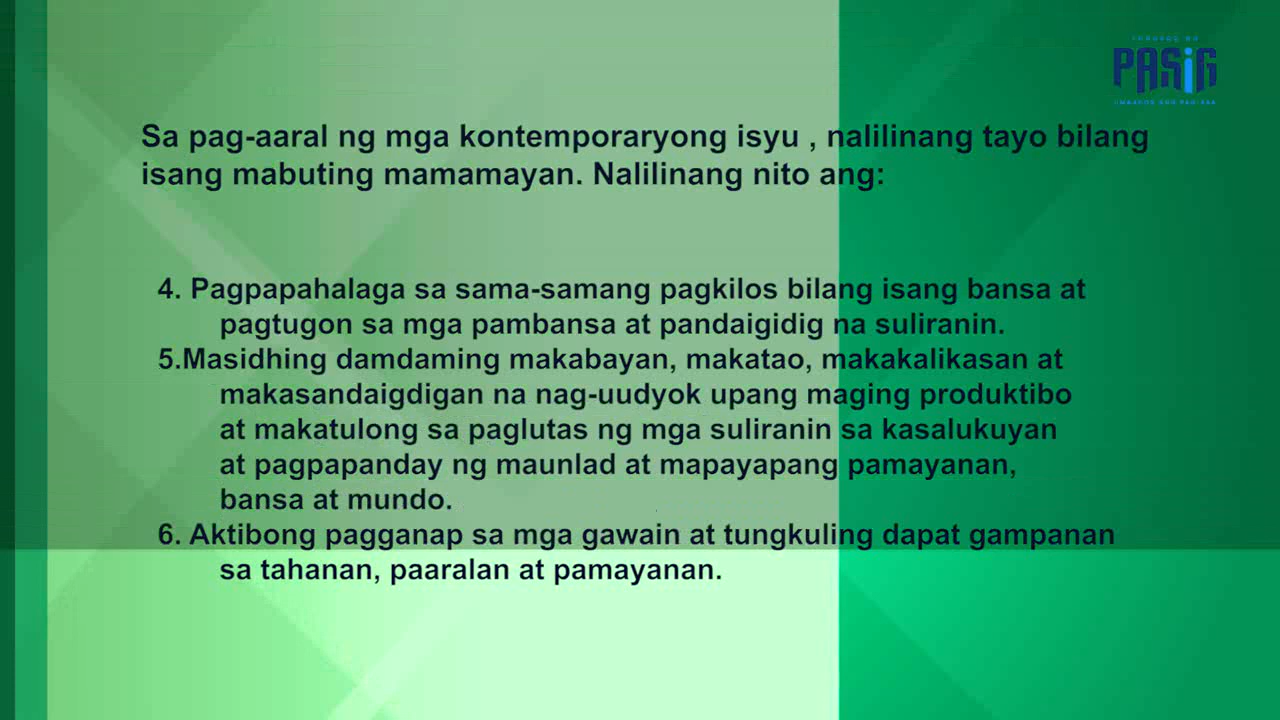 PASiG
UMAAGOS ANG PAG-ASA
Sa pag-aaral ng mga kontemporaryong isyu , nalilinang tayo bilang
isang mabuting mamamayan. Nalilinang nito ang:
4. Pagpapahalaga sa sama-samang pagkilos bilang isang bansa at
pagtugon sa mga pambansa at pandaigidig na suliranin.
5.Masidhing damdaming makabayan, makatao, makakalikasan at
makasandaigdigan na nag-uudyok upang maging produktibo
at makatulong sa paglutas ng mga suliranin sa kasalukuyan
at pagpapanday ng maunlad at mapayapang pamayanan,
bansa at mundo.
6. Aktibong pagganap sa mga gawain at tungkuling dapat gampanan
sa tahanan, paaralan at pamayanan.